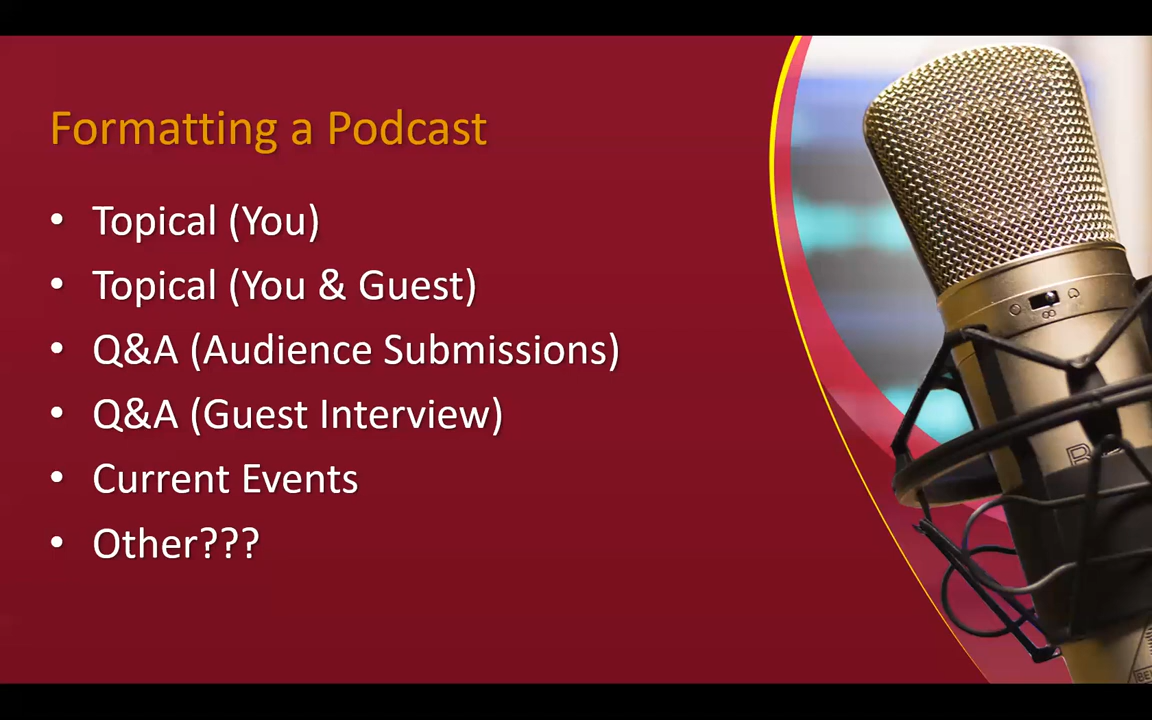 Formatting a Podcast
• Topical (You)
• Topical (You & Guest)
• Q&A (Audience Submissions)
• Q&A (Guest Interview)
• Current Events
• Other???